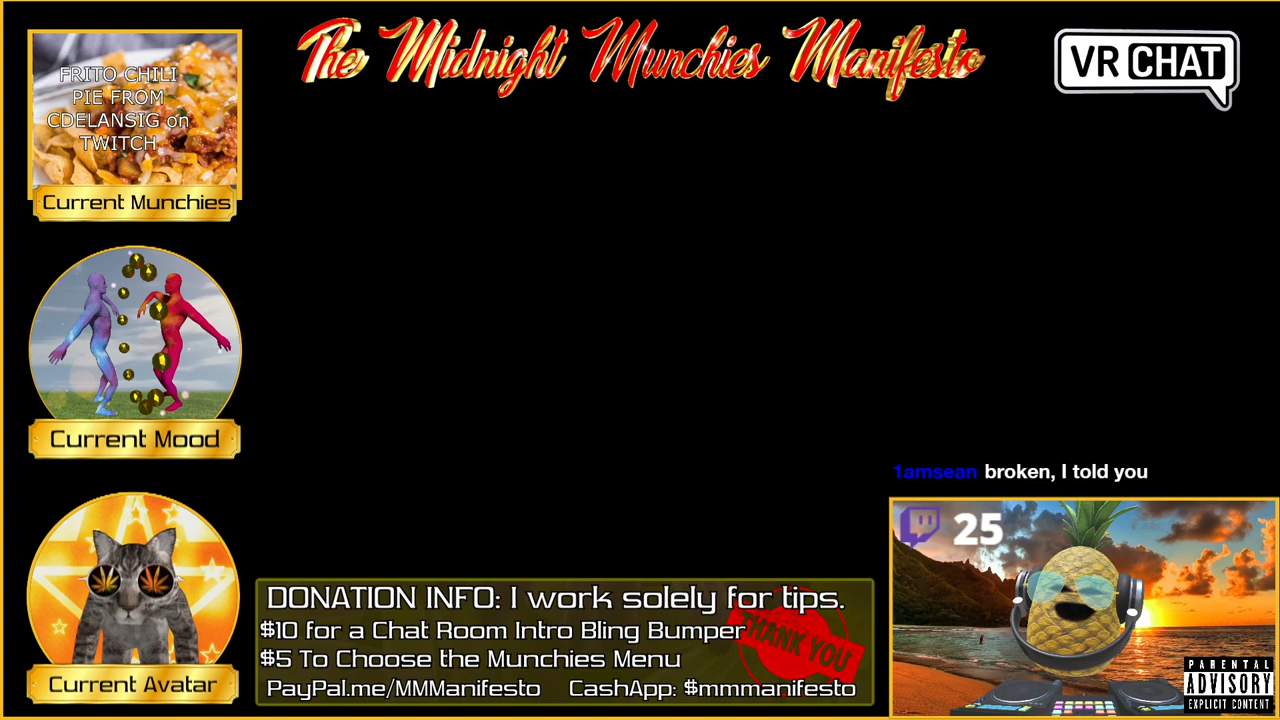 The Midnight Munchies Manifesto
VR CHAT
FRITO CHILI
PIE FROM
CDELANSIG on
TWITCH
Current Munchies
Current Mood
Current Avatar
1amsean broken, I told you
25
DONATION INFO: I work solely for tips.
$10 for a Chat Room Intro Bling Bumper
$5 To Choose the Munchies Menu
PayPal.me/MMManifesto CashApp: $mmmanifesto
THANK YOU
PARENTAL
ADVISORY
EXPLICIT CONTENT